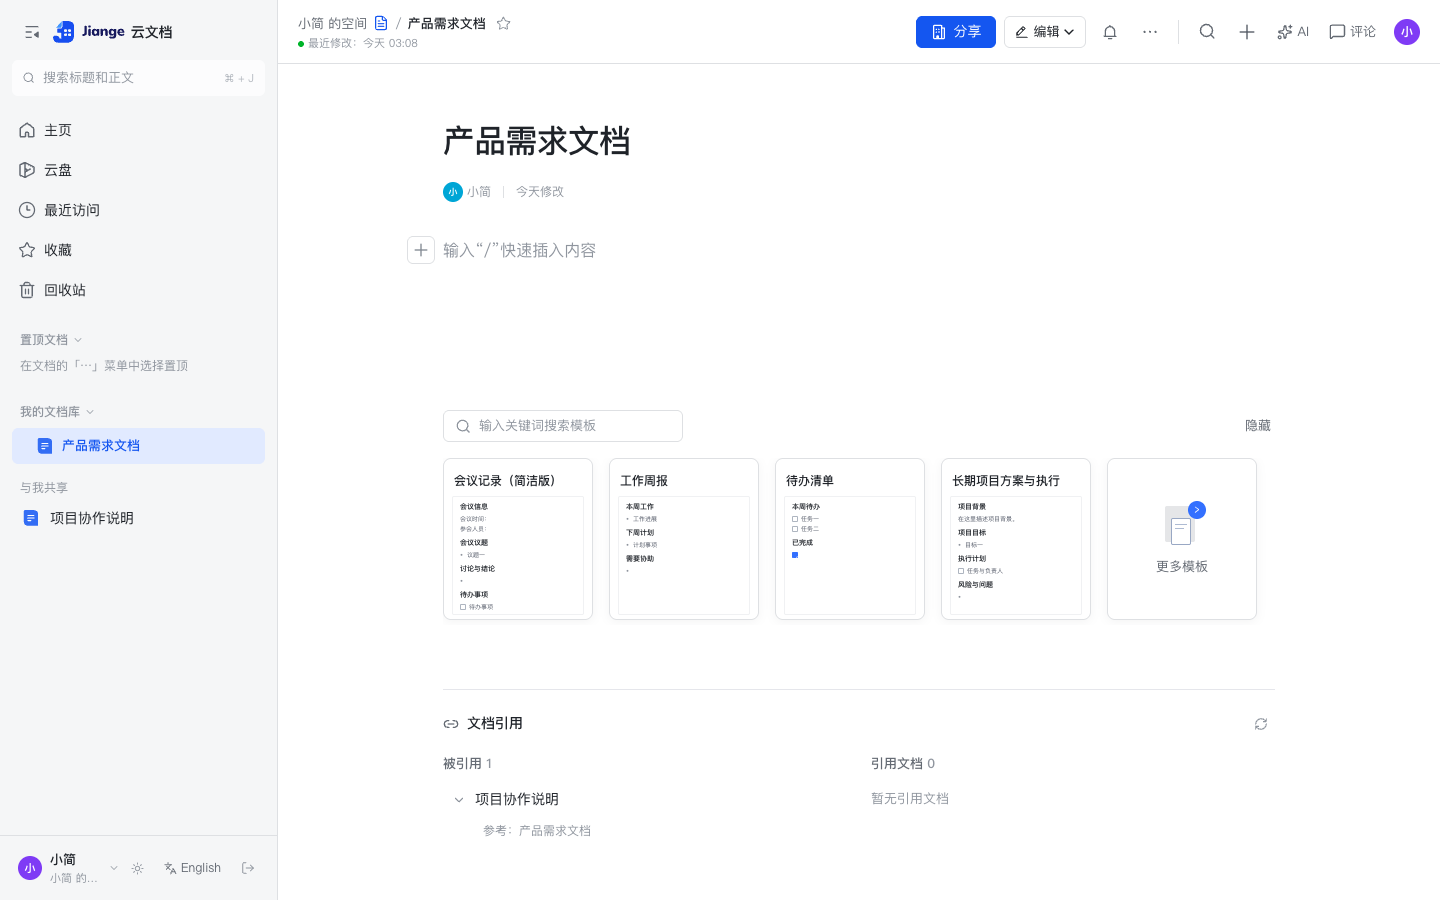 Jiange 云文档
搜索标题和正文 ⌘ + J
主页
云盘
最近访问
收藏
回收站
置顶文档
在文档的「···」菜单中选择置顶
我的文档库
产品需求文档
与我共享
项目协作说明
小 小简
小简 的...
English
小简 的空间 / 产品需求文档
最近修改：今天 03:08
分享
编辑
AI
评论
小
产品需求文档
小 小简 今天修改
输入“/”快速插入内容
输入关键词搜索模板
隐藏
会议记录（简洁版）
会议信息
会议时间：
参会人员：
会议议题
• 议题一
讨论与结论
•
待办事项
待办事项
工作周报
本周工作
• 工作进展
下周计划
• 计划事项
需要协助
•
待办清单
本周待办
任务一
任务二
已完成
长期项目方案与执行
项目背景
在这里描述项目背景。
项目目标
• 目标一
执行计划
任务与负责人
风险与问题
•
更多模板
文档引用
被引用 1
项目协作说明
参考：产品需求文档
引用文档 0
暂无引用文档